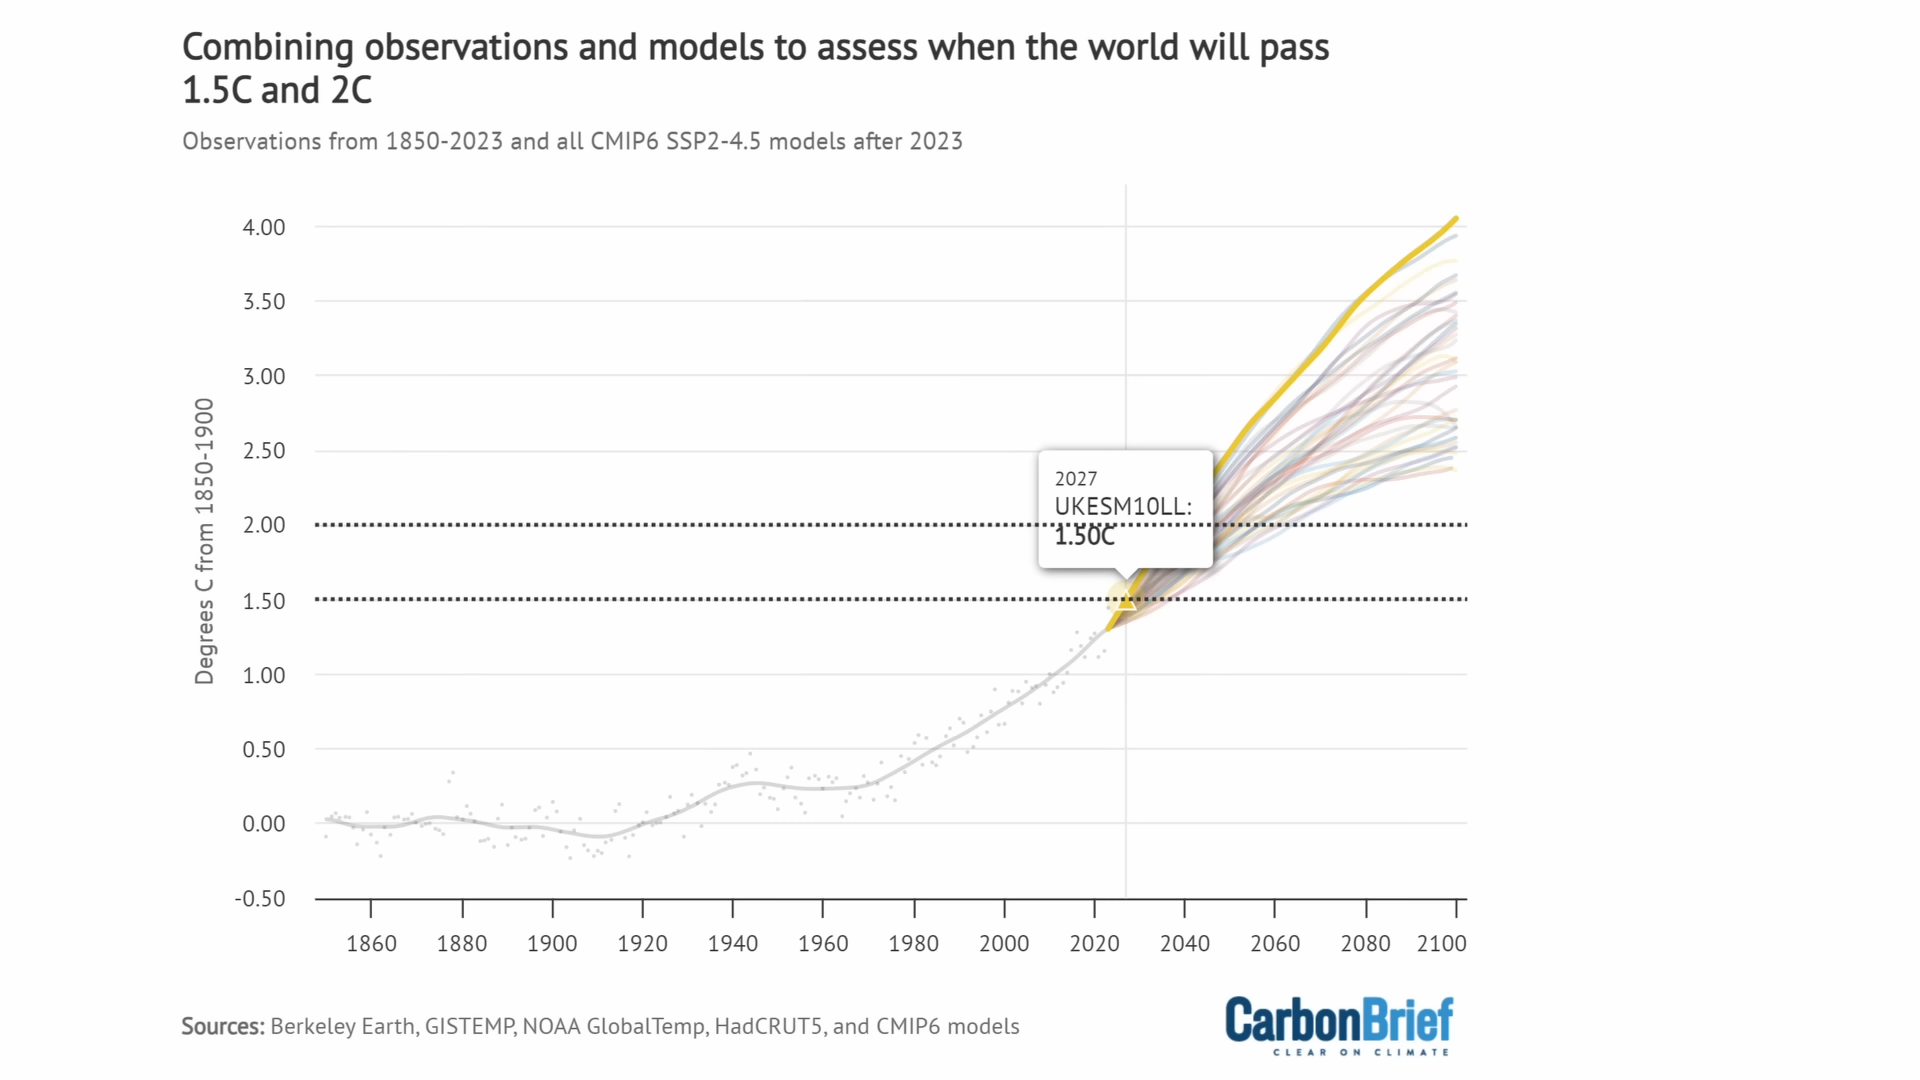 Combining observations and models to assess when the world will pass
1.5C and 2C
Observations from 1850-2023 and all CMIP6 SSP2-4.5 models after 2023
Degrees C from 1850-1900
4.00
3.50
3.00
2.50
2.00
1.50
1.00
0.50
0.00
-0.50
2027
UKESM10LL:
1.50C
1860 1880 1900 1920 1940 1960 1980 2000 2020 2040 2060 2080 2100
Sources: Berkeley Earth, GISTEMP, NOAA GlobalTemp, HadCRUT5, and CMIP6 models
CarbonBrief
CLEAR ON CLIMATE